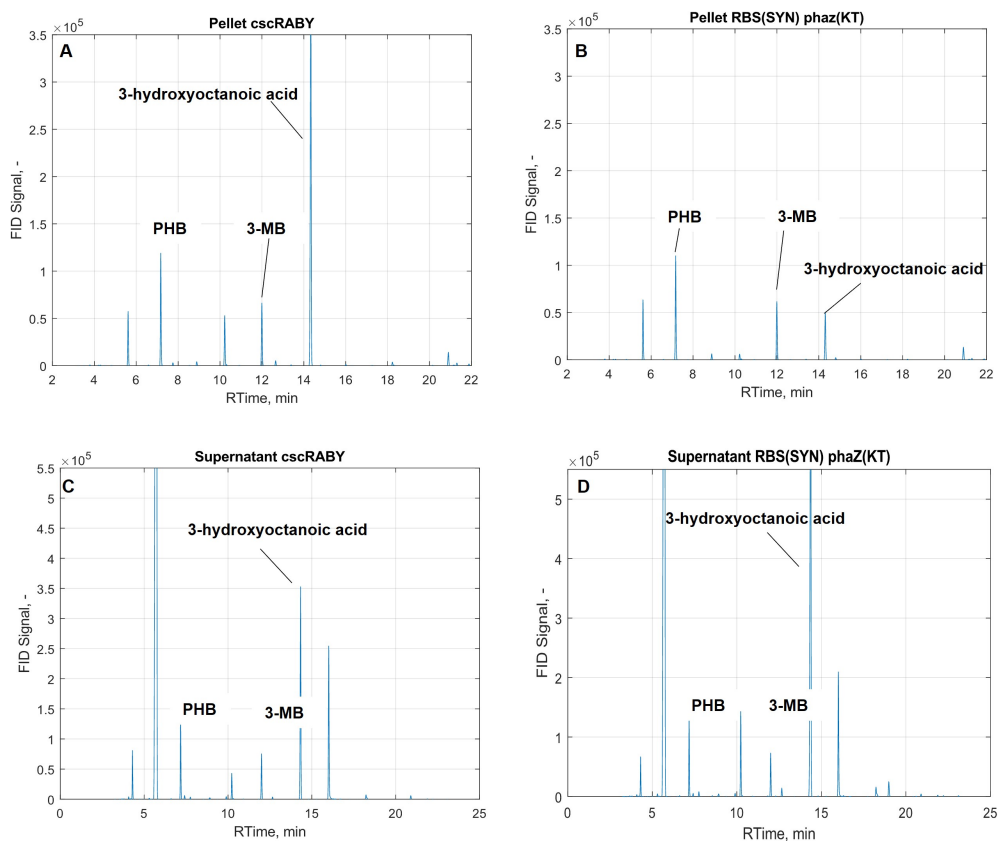 Pellet cscRABY
×10^5
A
3.5
3
2.5
2
1.5
1
0.5
0
3-hydroxyoctanoic acid
PHB
3-MB
FID Signal, -
2 4 6 8 10 12 14 16 18 20 22
RTime, min
Pellet RBS(SYN) phaz(KT)
×10^5
B
3.5
3
2.5
2
1.5
1
0.5
0
PHB
3-MB
3-hydroxyoctanoic acid
FID Signal, -
2 4 6 8 10 12 14 16 18 20 22
RTime, min
Supernatant cscRABY
×10^5
C
5.5
5
4.5
4
3.5
3
2.5
2
1.5
1
0.5
0
3-hydroxyoctanoic acid
PHB
3-MB
FID Signal, -
0 5 10 15 20 25
RTime, min
Supernatant RBS(SYN) phaZ(KT)
×10^5
D
5
4
3
2
1
0
3-hydroxyoctanoic acid
PHB
3-MB
FID Signal, -
0 5 10 15 20 25
RTime, min